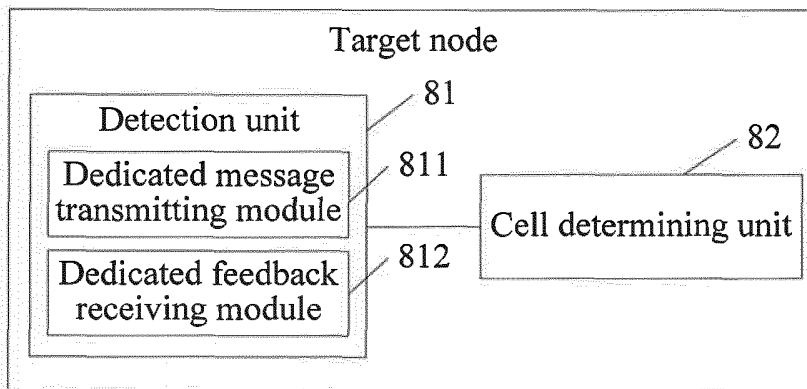 Target node
81
Detection unit
82
Dedicated message
transmitting module
811
Cell determining unit
Dedicated feedback
receiving module
812